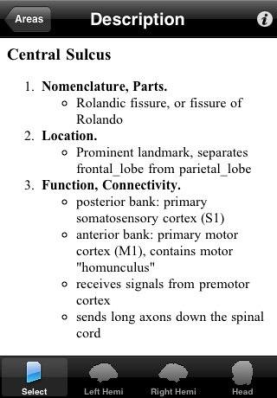 Areas
Description
i
Central Sulcus
1. Nomenclature, Parts.
Rolandic fissure, or fissure of
Rolando
2. Location.
Prominent landmark, separates
frontal_lobe from parietal_lobe
3. Function, Connectivity.
posterior bank: primary
somatosensory cortex (S1)
anterior bank: primary motor
cortex (M1), contains motor
"homunculus"
receives signals from premotor
cortex
sends long axons down the spinal
cord
Select
Left Hemi
Right Hemi
Head